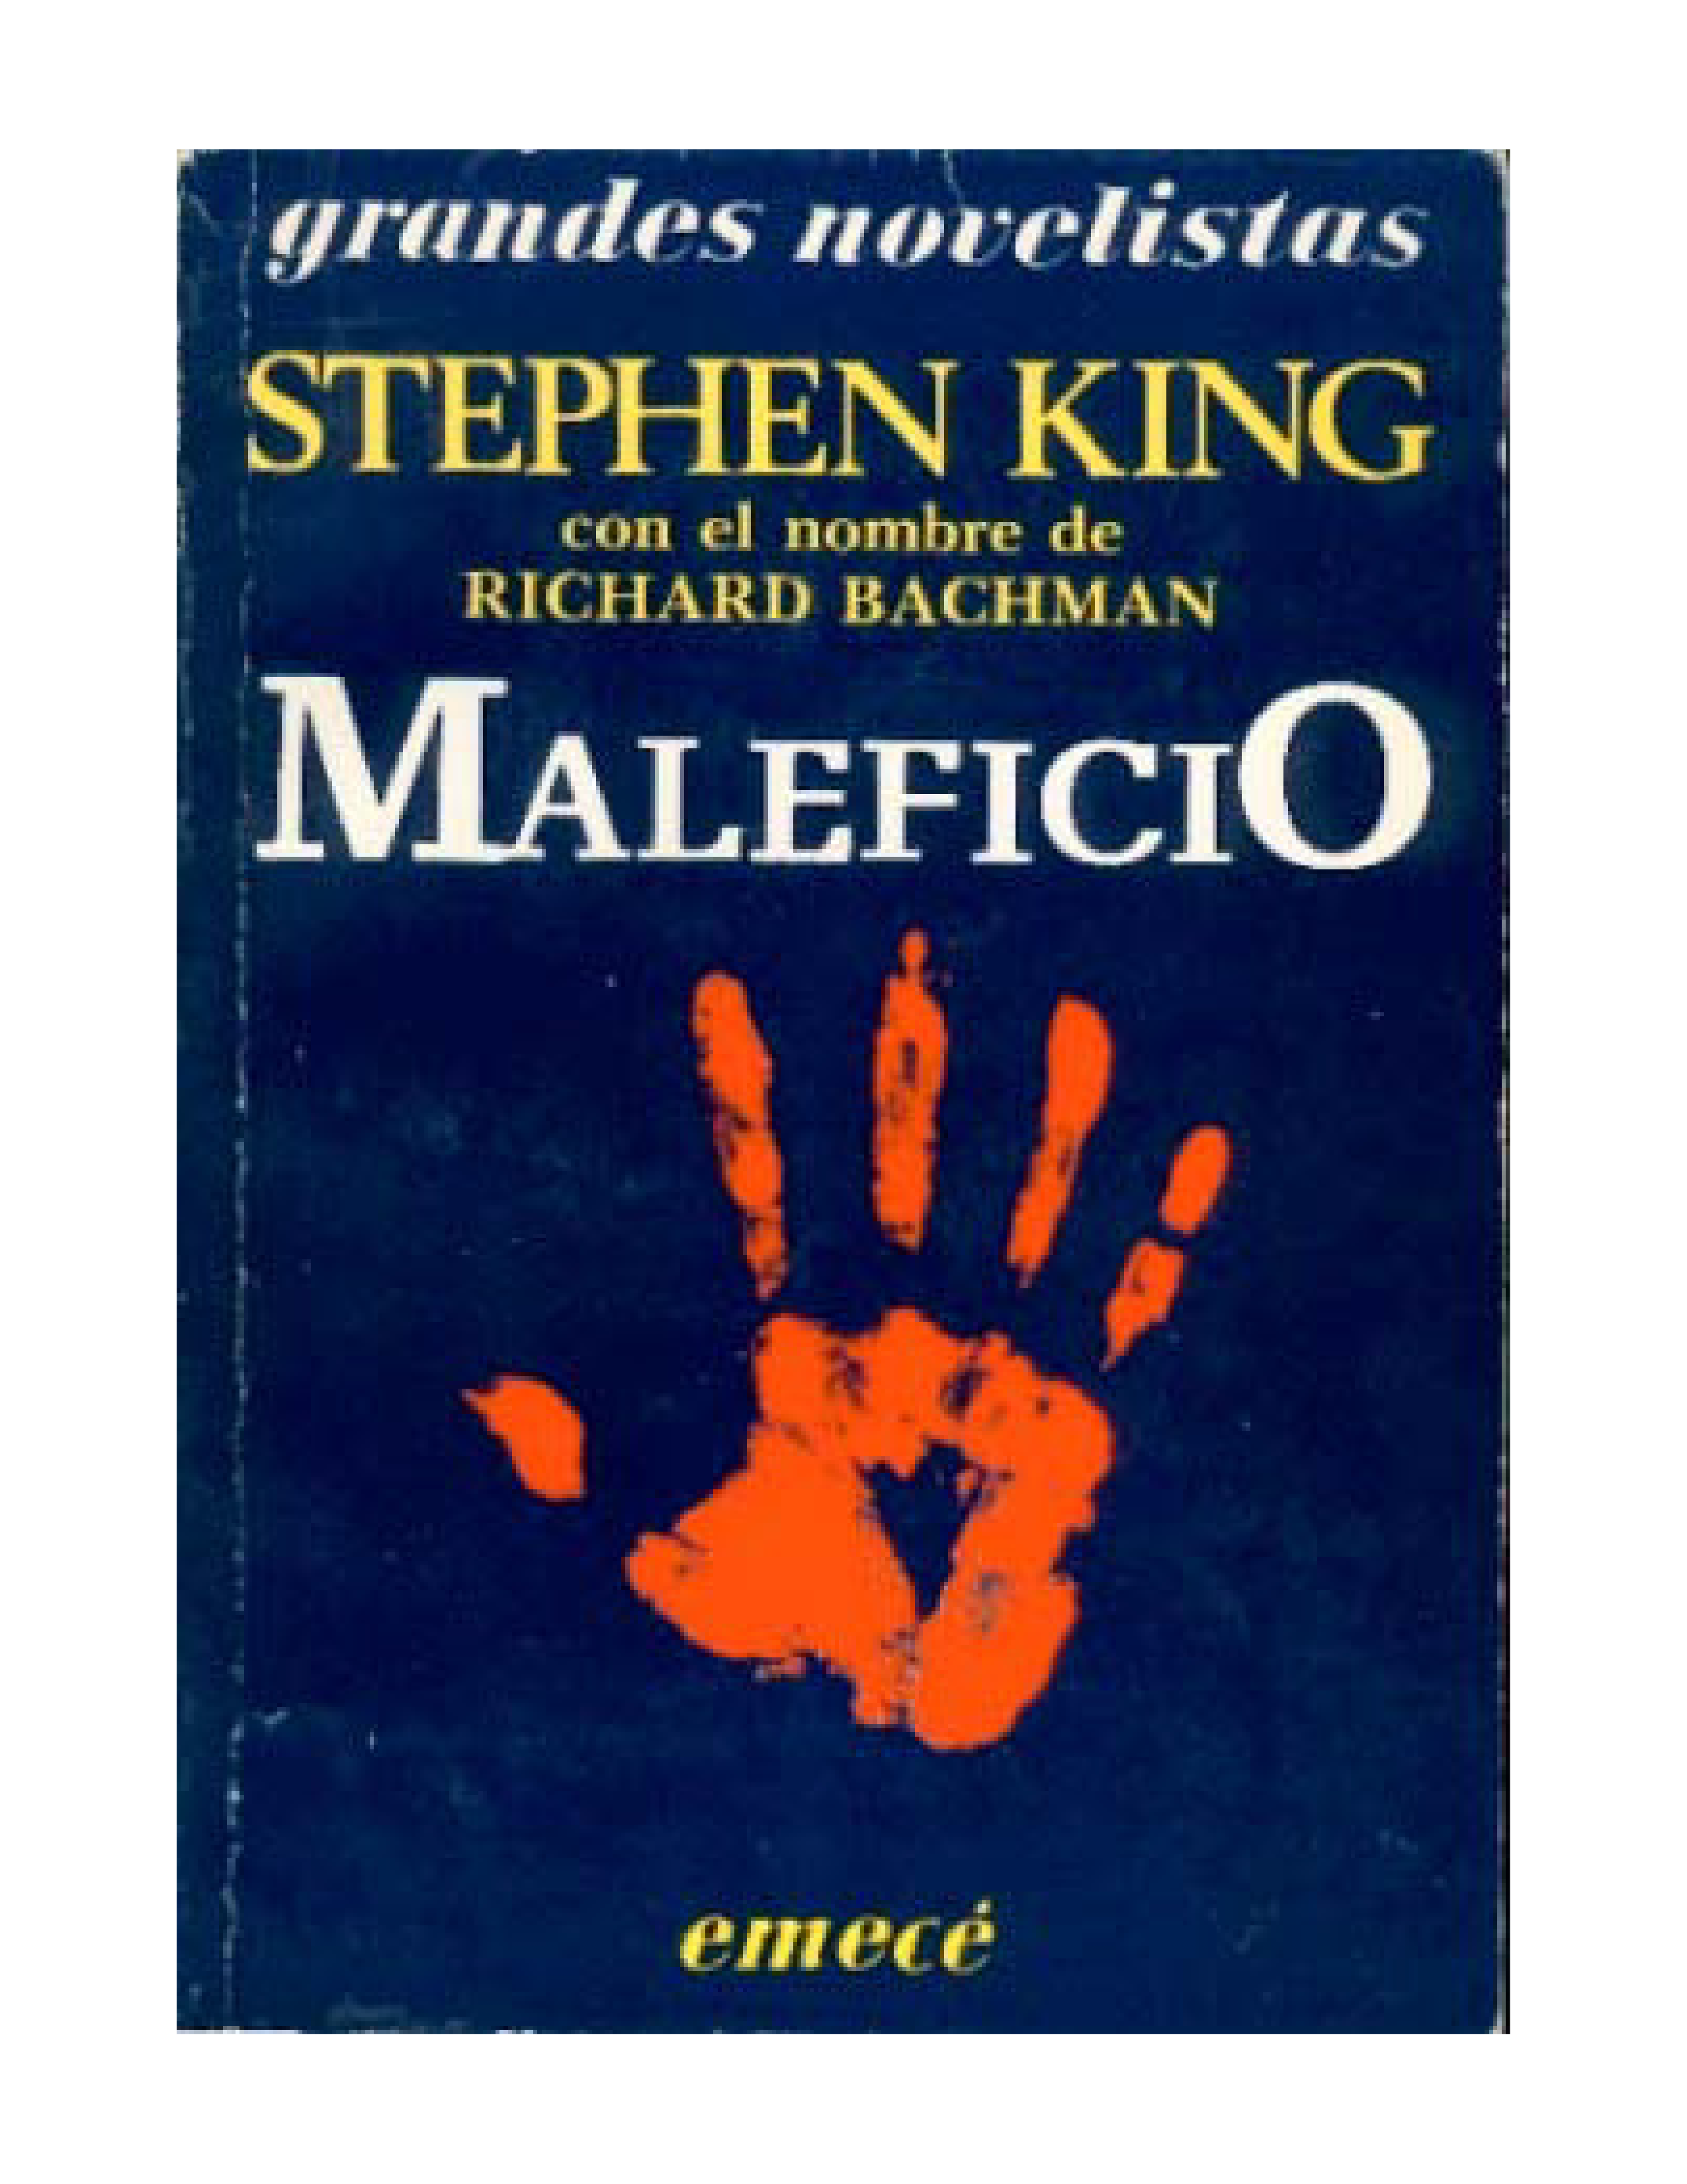 grandes novelistas
STEPHEN KING
con el nombre de
RICHARD BACHMAN
MALEFICIO
emecé